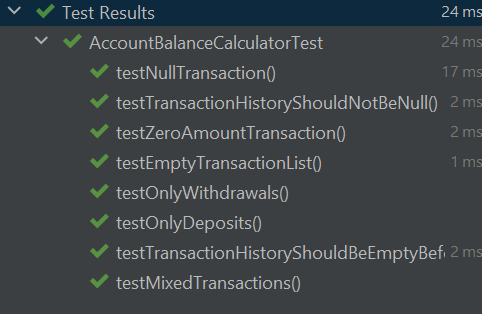 Test Results 24 ms
AccountBalanceCalculatorTest 24 ms
testNullTransaction() 17 ms
testTransactionHistoryShouldNotBeNull() 2 ms
testZeroAmountTransaction() 2 ms
testEmptyTransactionList() 1 ms
testOnlyWithdrawals()
testOnlyDeposits()
testTransactionHistoryShouldBeEmptyBef 2 ms
testMixedTransactions()